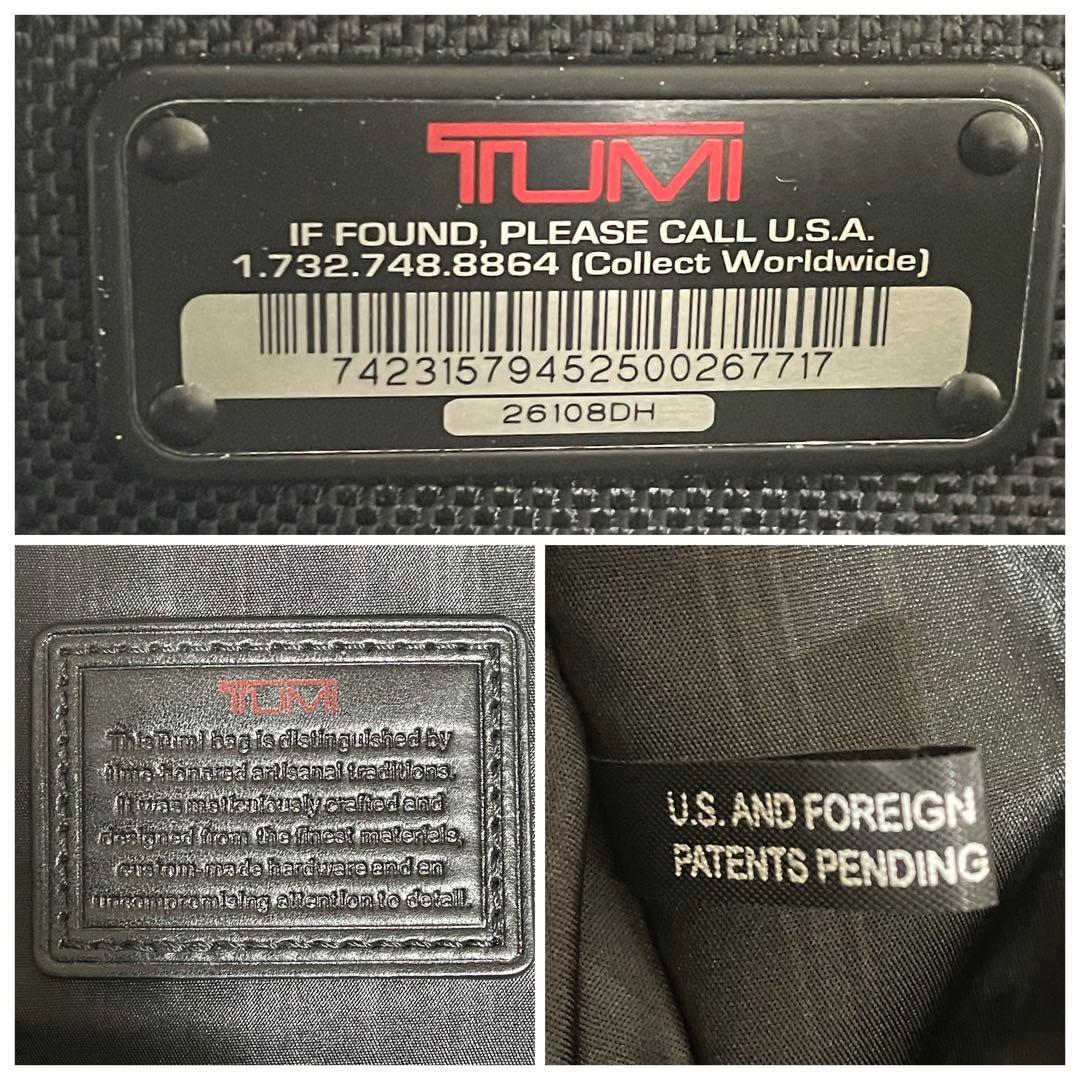 TUMI
IF FOUND, PLEASE CALL U.S.A.
1.732.748.8864 (Collect Worldwide)
74231579452500267717
26108DH
TUMI
This Tumi bag is distinguished by
time-honored artisanal traditions.
It was meticulously crafted and
designed from the finest materials,
custom-made hardware and an
uncompromising attention to detail.
U.S. AND FOREIGN
PATENTS PENDING